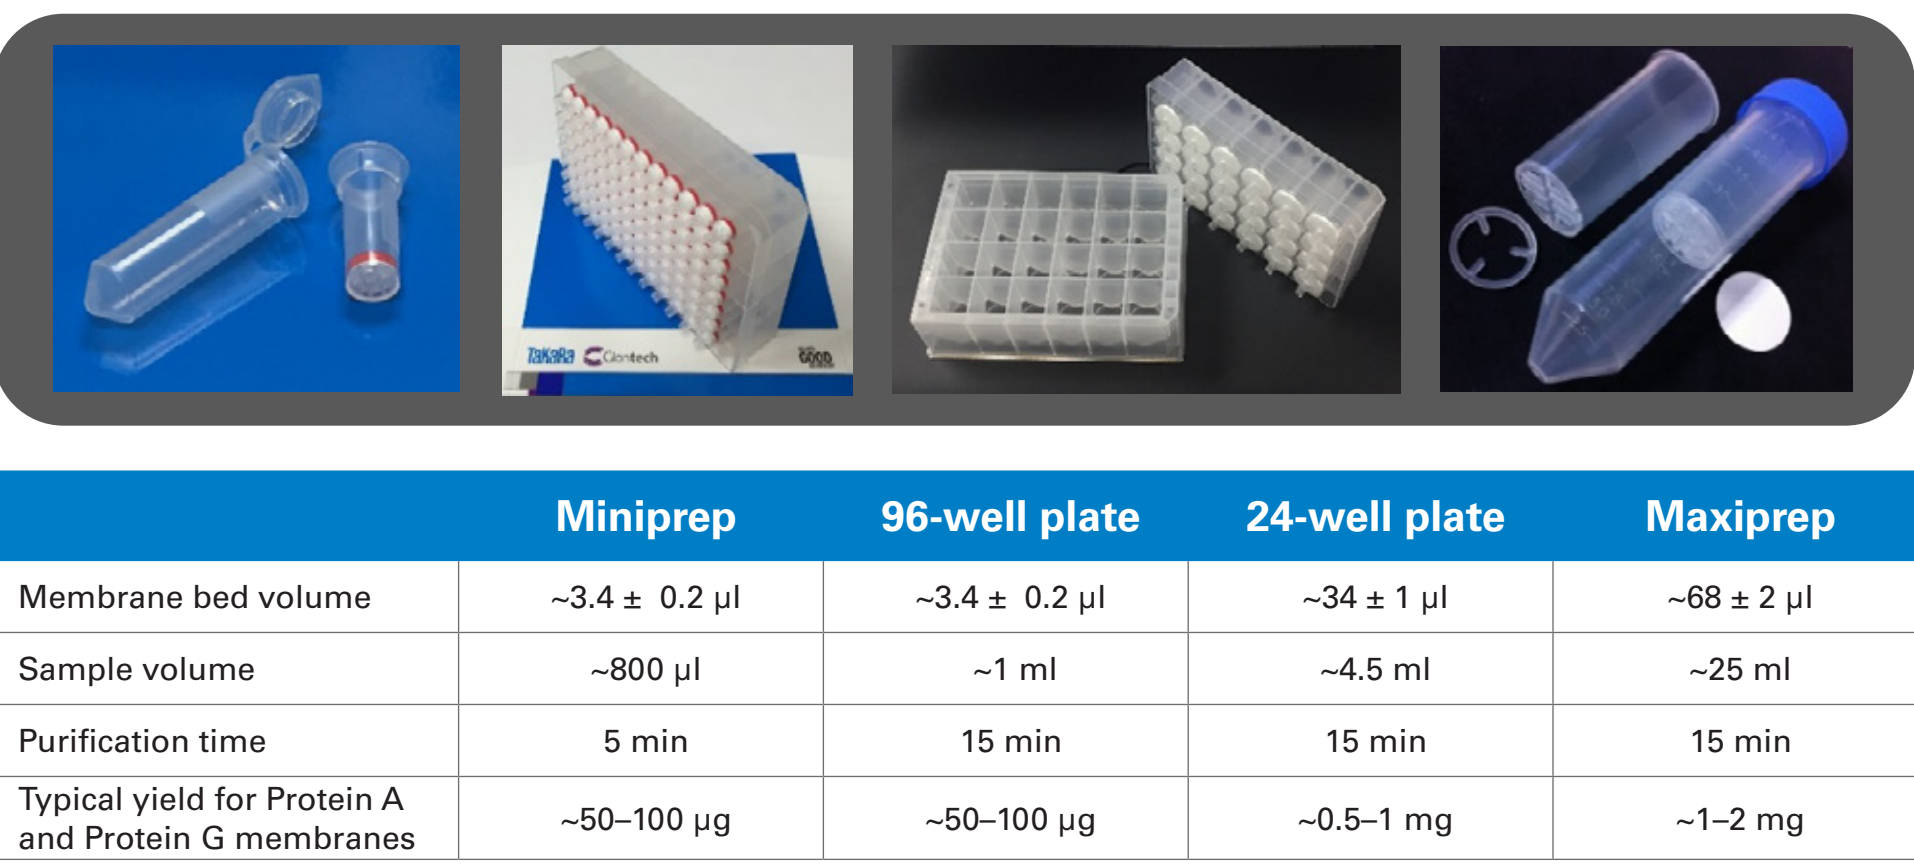 TaKaRa Clontech GOOD
Miniprep 96-well plate 24-well plate Maxiprep
Membrane bed volume ~3.4 ± 0.2 µl ~3.4 ± 0.2 µl ~34 ± 1 µl ~68 ± 2 µl
Sample volume ~800 µl ~1 ml ~4.5 ml ~25 ml
Purification time 5 min 15 min 15 min 15 min
Typical yield for Protein A
and Protein G membranes ~50–100 µg ~50–100 µg ~0.5–1 mg ~1–2 mg